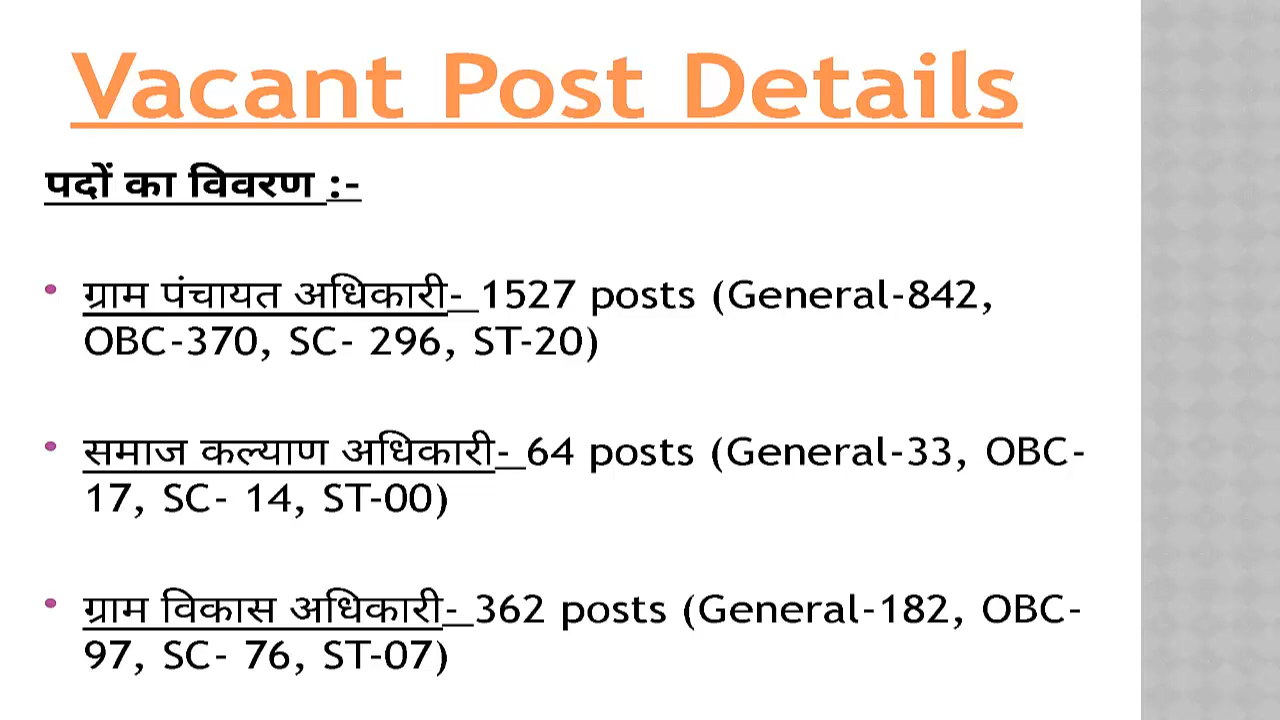 Vacant Post Details
पदों का विवरण :-
• ग्राम पंचायत अधिकारी- 1527 posts (General-842,
OBC-370, SC- 296, ST-20)
• समाज कल्याण अधिकारी- 64 posts (General-33, OBC-
17, SC- 14, ST-00)
• ग्राम विकास अधिकारी- 362 posts (General-182, OBC-
97, SC- 76, ST-07)